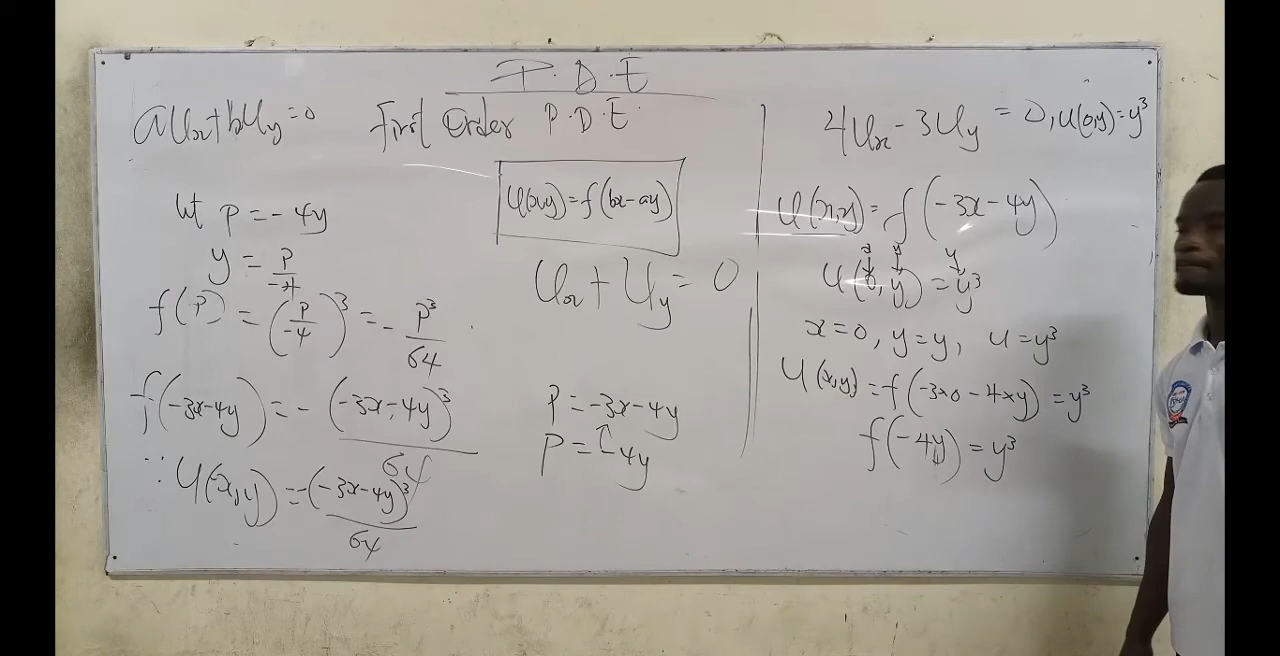 P.D.E
aUx+bUy=0
First Order P.D.E
let p = -4y
y = p/-4
f(p) = (p/-4)³ = - p³/64
f(-3x-4y) = - (-3x-4y)³/64
∵ U(x,y) = -(-3x-4y)³/64
U(x,y)=f(bx-ay)
Ux + Uy = 0
P = -3x-4y
P = -4y
4Ux - 3Uy = 0, U(0,y)=y³
U(x,y) = f(-3x-4y)
x y y
U(0,y) = y³
x=0, y=y, u=y³
U(x,y) = f(-3×0-4×y) = y³
f(-4y) = y³